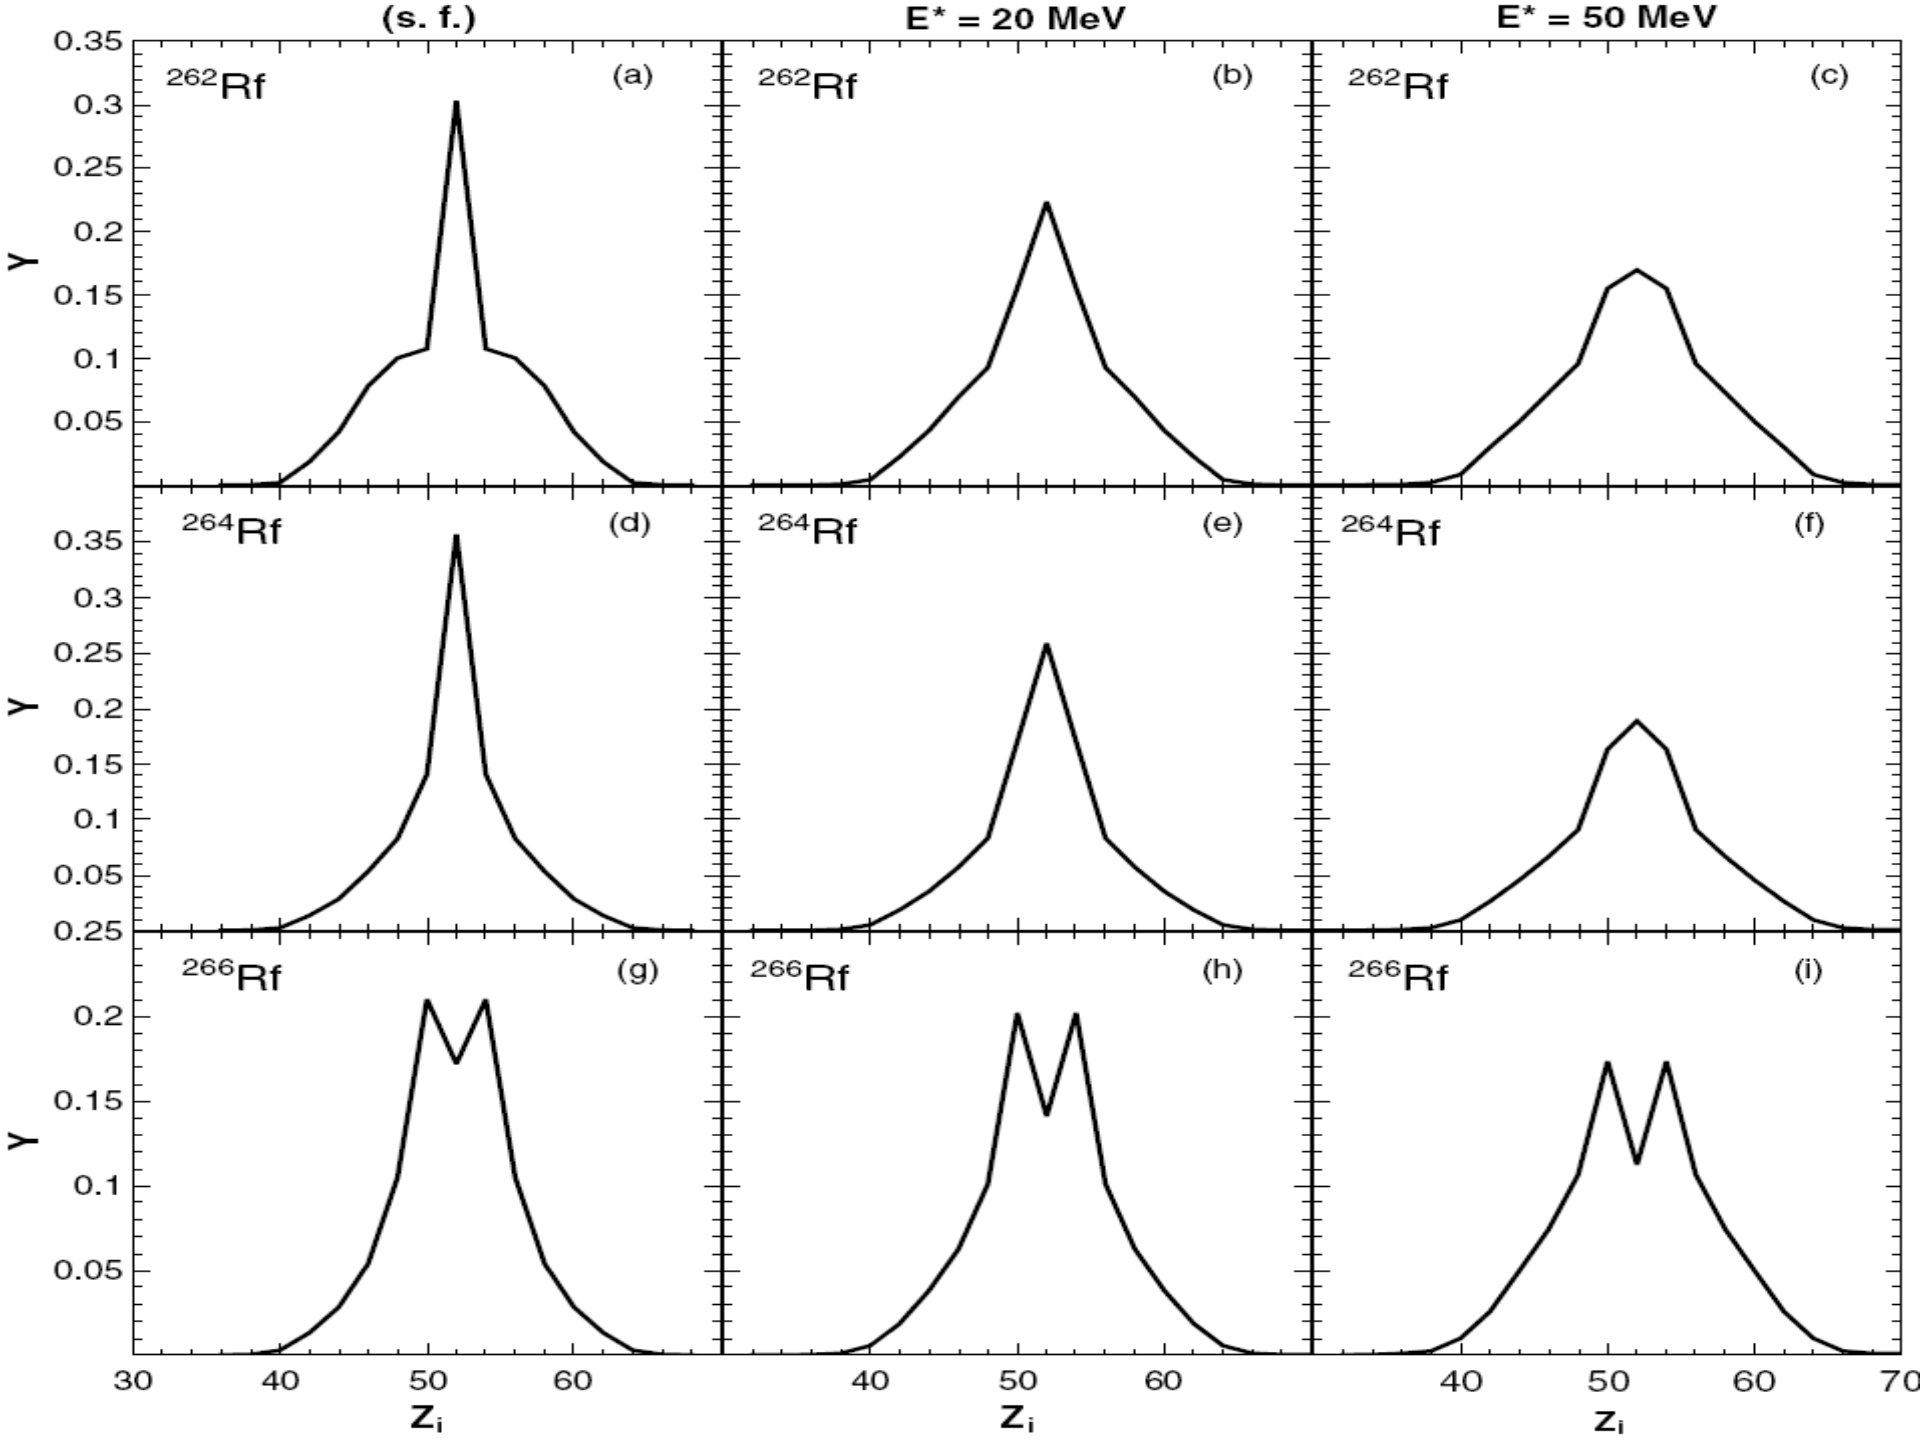 (s. f.) E* = 20 MeV E* = 50 MeV
0.35
²⁶²Rf (a) ²⁶²Rf (b) ²⁶²Rf (c)
0.3
0.25
0.2
Y
0.15
0.1
0.05
²⁶⁴Rf (d) ²⁶⁴Rf (e) ²⁶⁴Rf (f)
0.35
0.3
0.25
0.2
Y
0.15
0.1
0.05
0.25
²⁶⁶Rf (g) ²⁶⁶Rf (h) ²⁶⁶Rf (i)
0.2
Y
0.15
0.1
0.05
30 40 50 60 40 50 60 40 50 60 70
Zᵢ Zᵢ Zᵢ